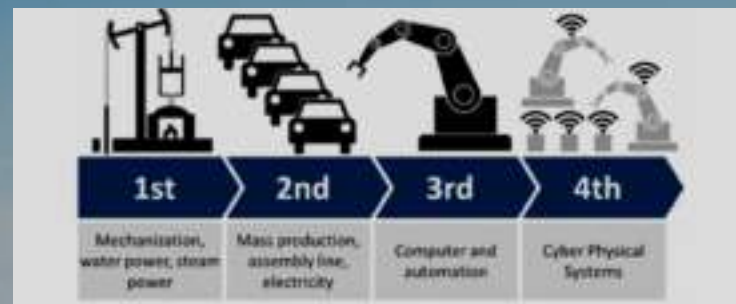 1st
2nd
3rd
4th
Mechanization,
water power, steam
power
Mass production,
assembly line,
electricity
Computer and
automation
Cyber Physical
Systems